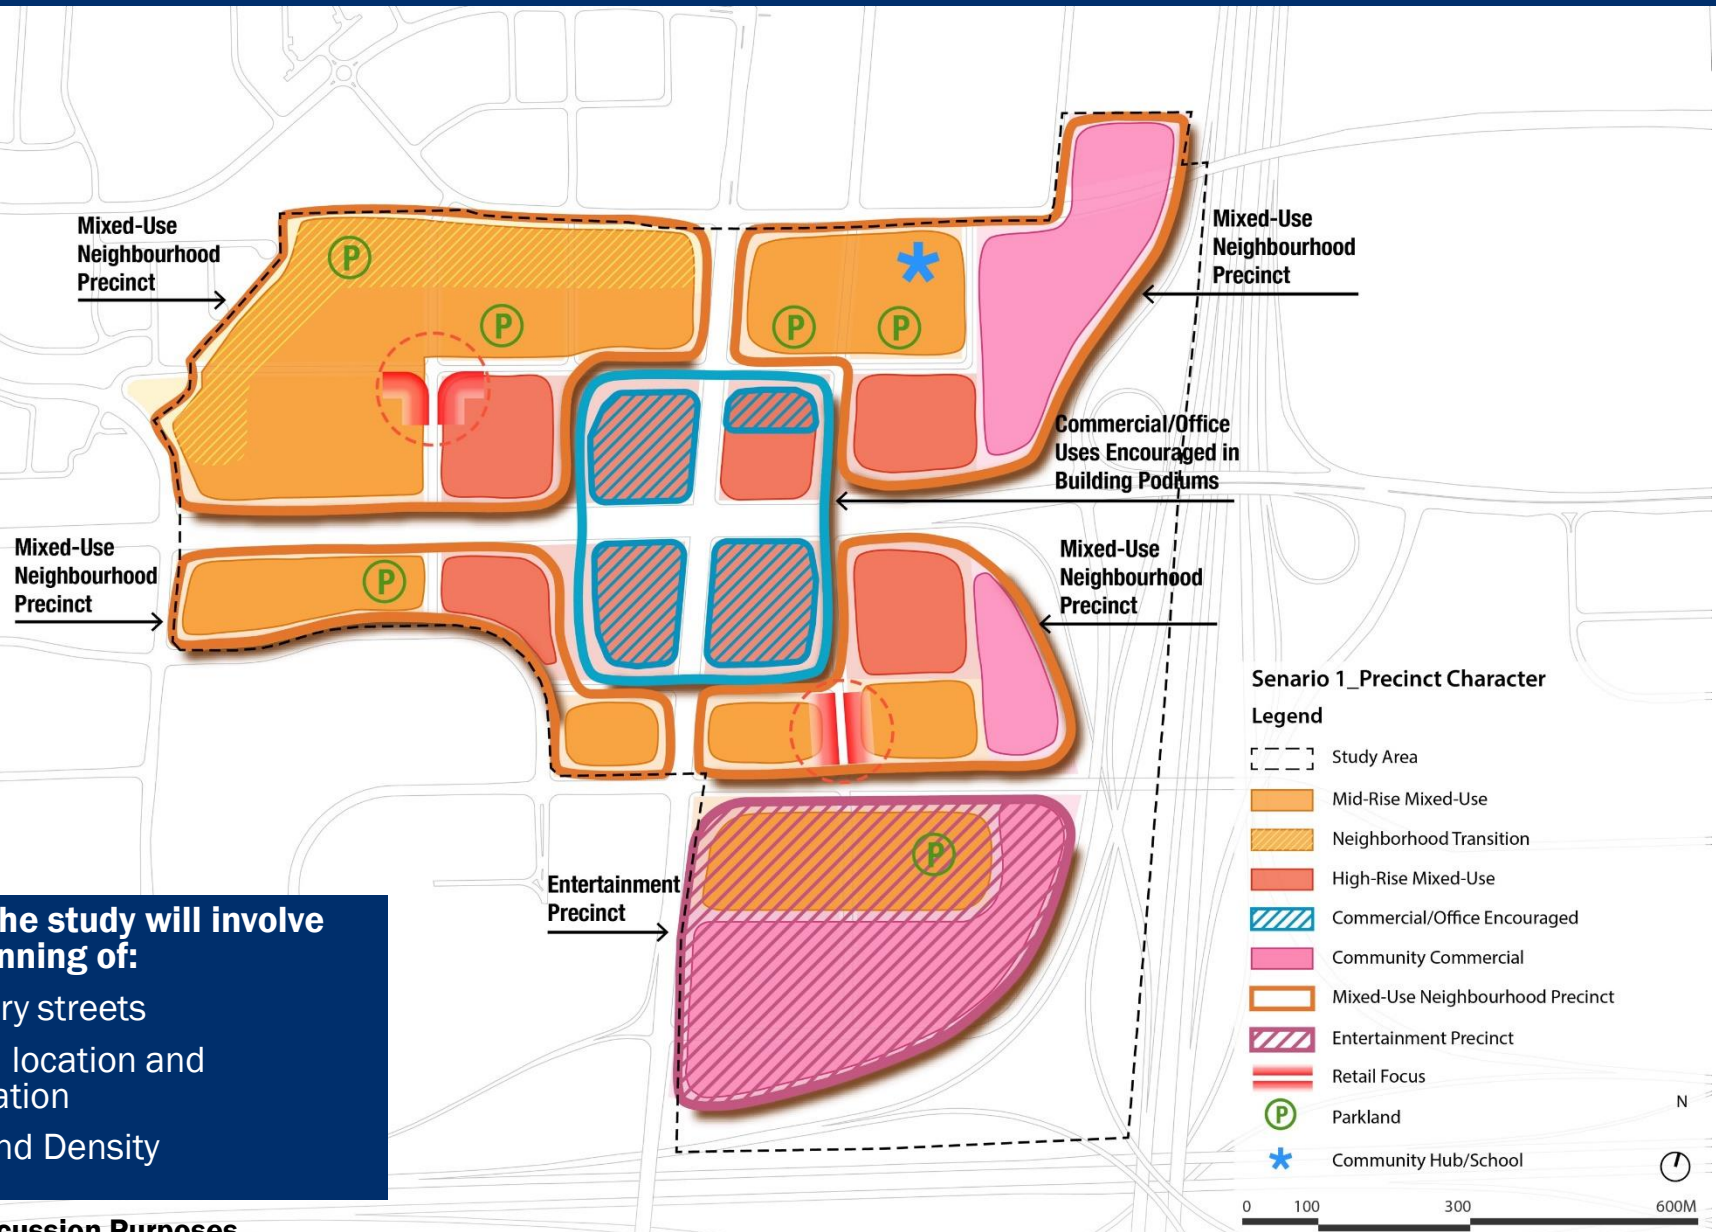 Mixed-Use
Neighbourhood
Precinct
Mixed-Use
Neighbourhood
Precinct
P
P
P
P
Commercial/Office
Uses Encouraged in
Building Podiums
Mixed-Use
Neighbourhood
Precinct
P
Mixed-Use
Neighbourhood
Precinct
Entertainment
Precinct
P
Senario 1_Precinct Character
Legend
Study Area
Mid-Rise Mixed-Use
Neighborhood Transition
High-Rise Mixed-Use
Commercial/Office Encouraged
Community Commercial
Mixed-Use Neighbourhood Precinct
Entertainment Precinct
Retail Focus
P Parkland
Community Hub/School
N
0 100 300 600M
he study will involve
nning of:
ry streets
location and
ation
nd Density
cussion Purposes